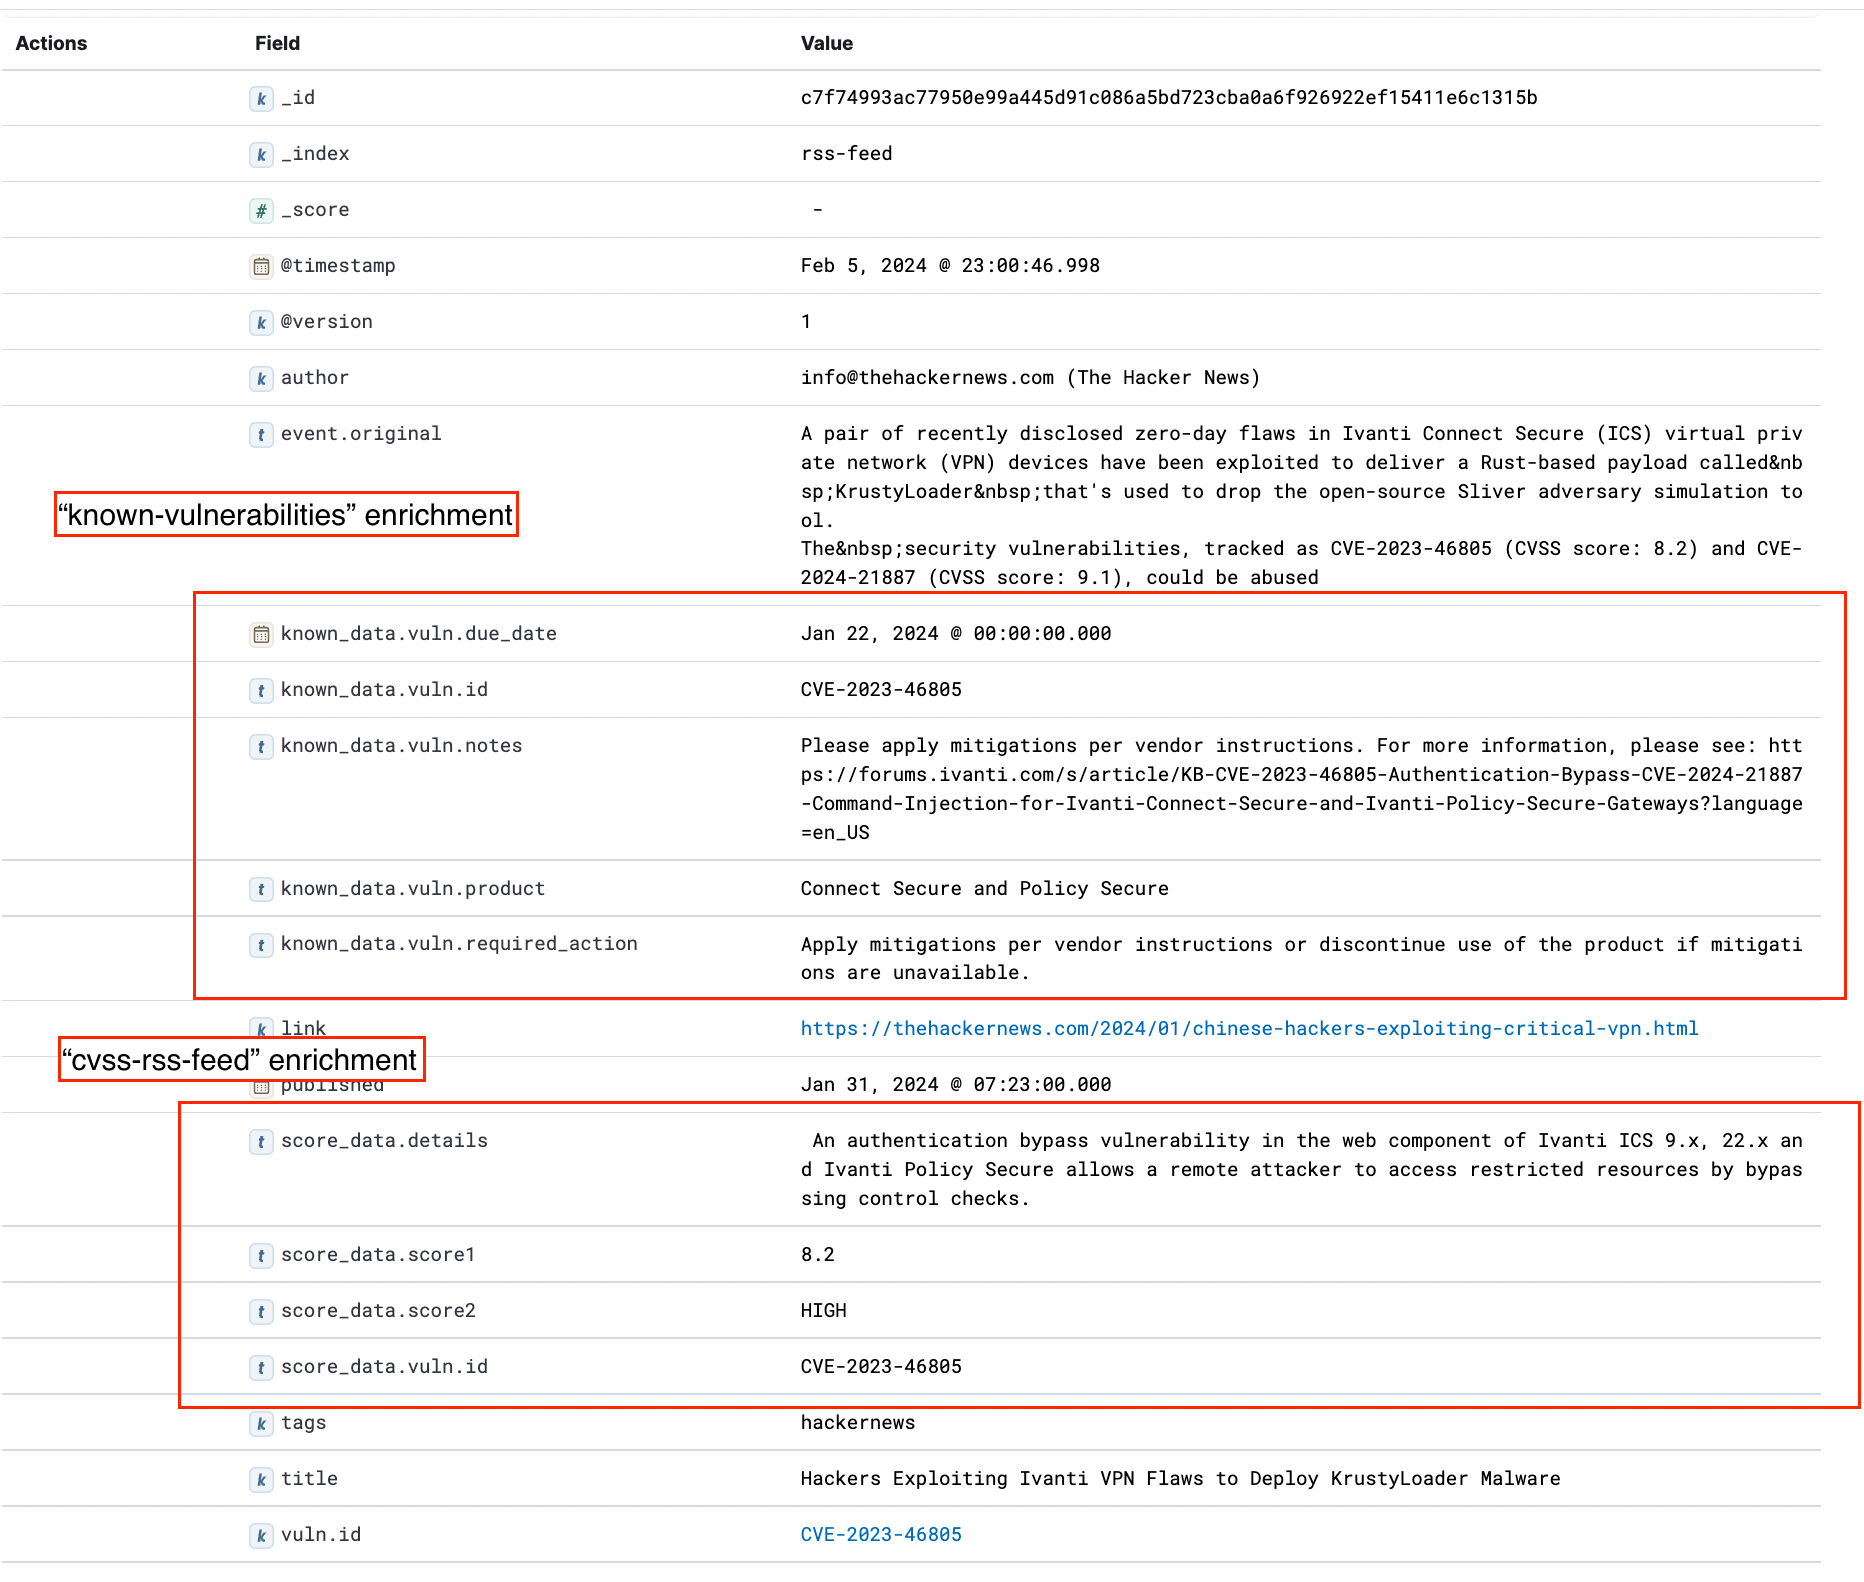 Actions Field Value
k _id c7f74993ac77950e99a445d91c086a5bd723cba0a6f926922ef15411e6c1315b
k _index rss-feed
# _score -
@timestamp Feb 5, 2024 @ 23:00:46.998
k @version 1
k author info@thehackernews.com (The Hacker News)
t event.original A pair of recently disclosed zero-day flaws in Ivanti Connect Secure (ICS) virtual priv
ate network (VPN) devices have been exploited to deliver a Rust-based payload called&nb
sp;KrustyLoader&nbsp;that's used to drop the open-source Sliver adversary simulation to
“known-vulnerabilities” enrichment
ol.
The&nbsp;security vulnerabilities, tracked as CVE-2023-46805 (CVSS score: 8.2) and CVE-
2024-21887 (CVSS score: 9.1), could be abused
known_data.vuln.due_date Jan 22, 2024 @ 00:00:00.000
t known_data.vuln.id CVE-2023-46805
t known_data.vuln.notes Please apply mitigations per vendor instructions. For more information, please see: htt
ps://forums.ivanti.com/s/article/KB-CVE-2023-46805-Authentication-Bypass-CVE-2024-21887
-Command-Injection-for-Ivanti-Connect-Secure-and-Ivanti-Policy-Secure-Gateways?language
=en_US
t known_data.vuln.product Connect Secure and Policy Secure
t known_data.vuln.required_action Apply mitigations per vendor instructions or discontinue use of the product if mitigati
ons are unavailable.
k link https://thehackernews.com/2024/01/chinese-hackers-exploiting-critical-vpn.html
“cvss-rss-feed” enrichment
published Jan 31, 2024 @ 07:23:00.000
t score_data.details An authentication bypass vulnerability in the web component of Ivanti ICS 9.x, 22.x an
d Ivanti Policy Secure allows a remote attacker to access restricted resources by bypas
sing control checks.
t score_data.score1 8.2
t score_data.score2 HIGH
t score_data.vuln.id CVE-2023-46805
k tags hackernews
k title Hackers Exploiting Ivanti VPN Flaws to Deploy KrustyLoader Malware
k vuln.id CVE-2023-46805